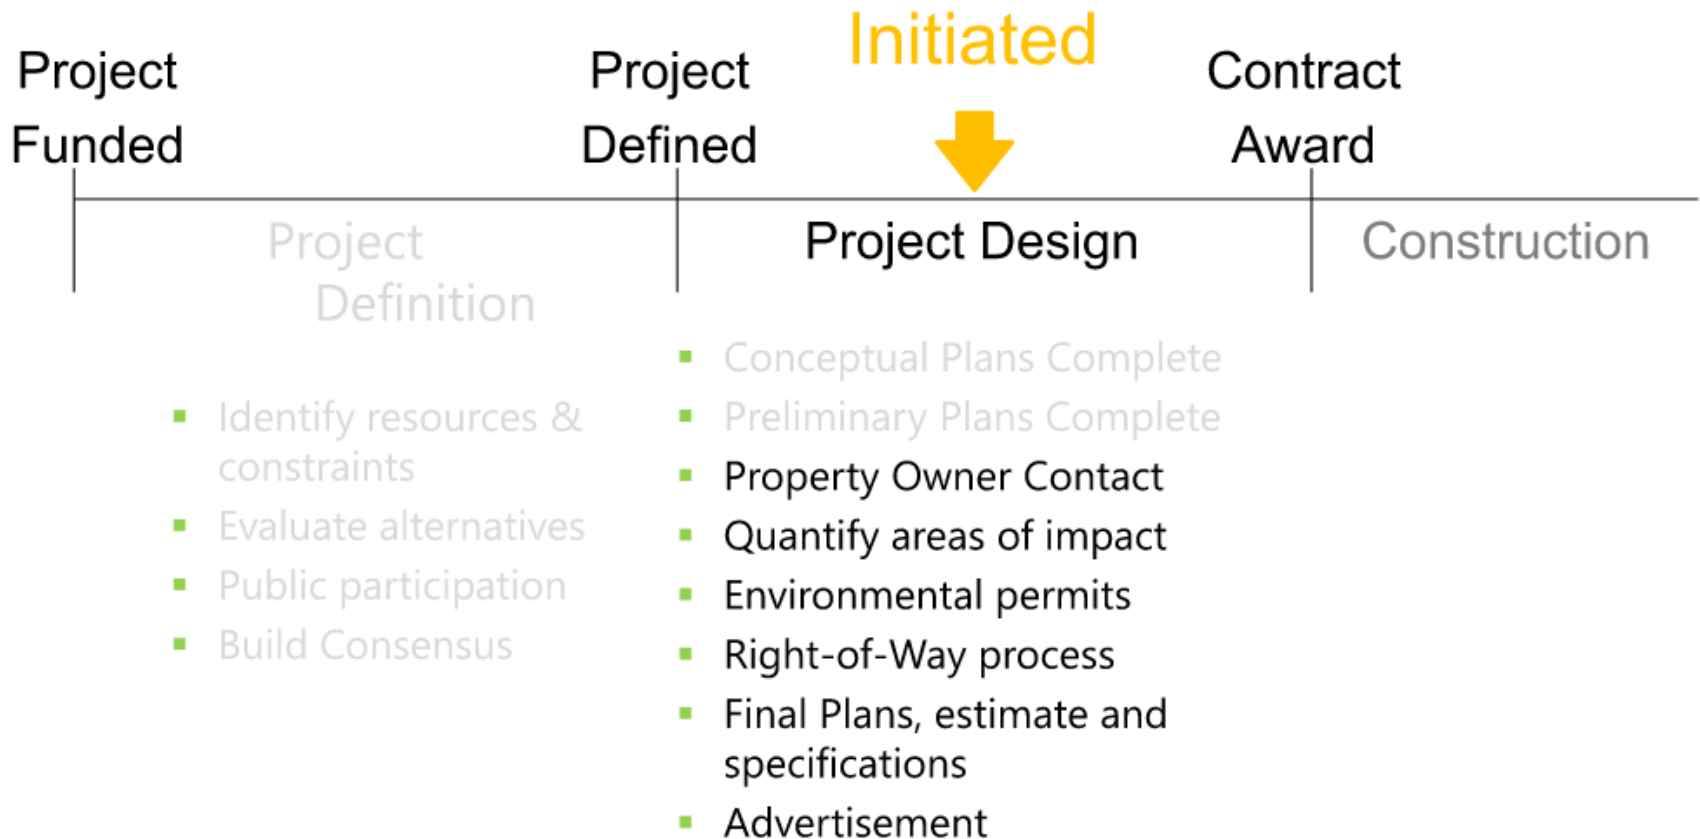 Initiated
Project
Funded
Project
Defined
Contract
Award
Project
Definition
Project Design
Construction
Identify resources &
constraints
Evaluate alternatives
Public participation
Build Consensus
Conceptual Plans Complete
Preliminary Plans Complete
Property Owner Contact
Quantify areas of impact
Environmental permits
Right-of-Way process
Final Plans, estimate and
specifications
Advertisement